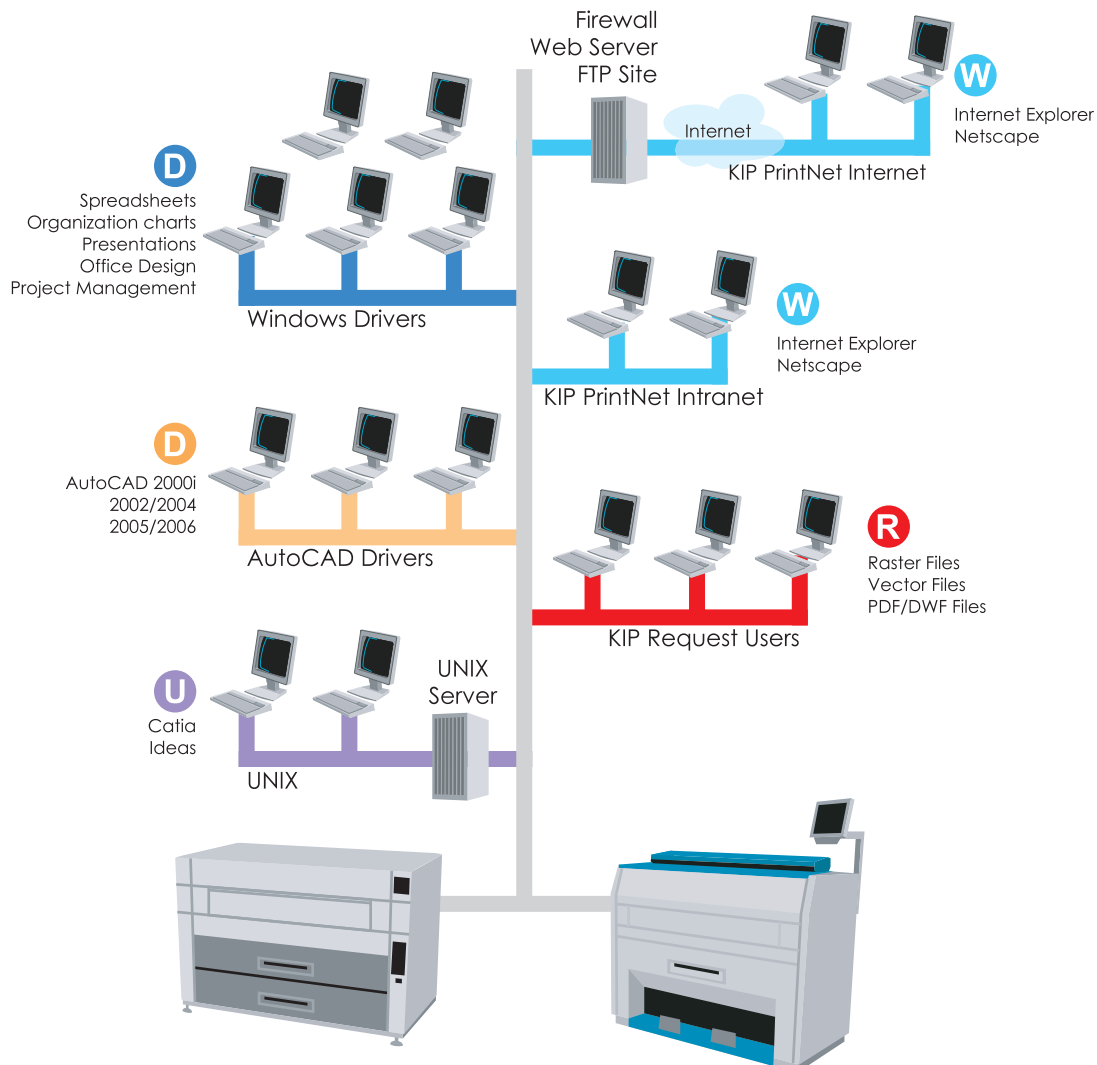 Firewall
Web Server
FTP Site
Internet
KIP PrintNet Internet
W
Internet Explorer
Netscape
D
Spreadsheets
Organization charts
Presentations
Office Design
Project Management
Windows Drivers
KIP PrintNet Intranet
W
Internet Explorer
Netscape
D
AutoCAD 2000i
2002/2004
2005/2006
AutoCAD Drivers
KIP Request Users
R
Raster Files
Vector Files
PDF/DWF Files
U
Catia
Ideas
UNIX
UNIX
Server